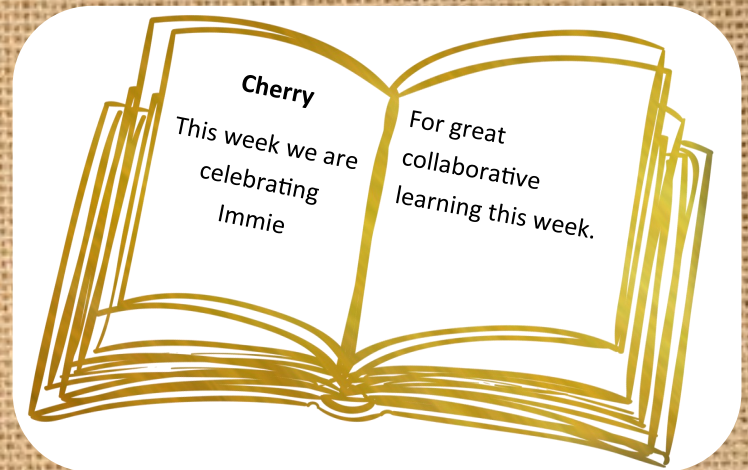 Cherry
This week we are
celebrating
Immie
For great
collaborative
learning this week.